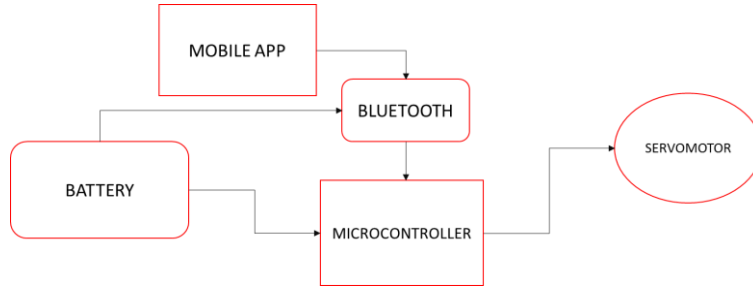 MOBILE APP
BLUETOOTH
SERVOMOTOR
BATTERY
MICROCONTROLLER